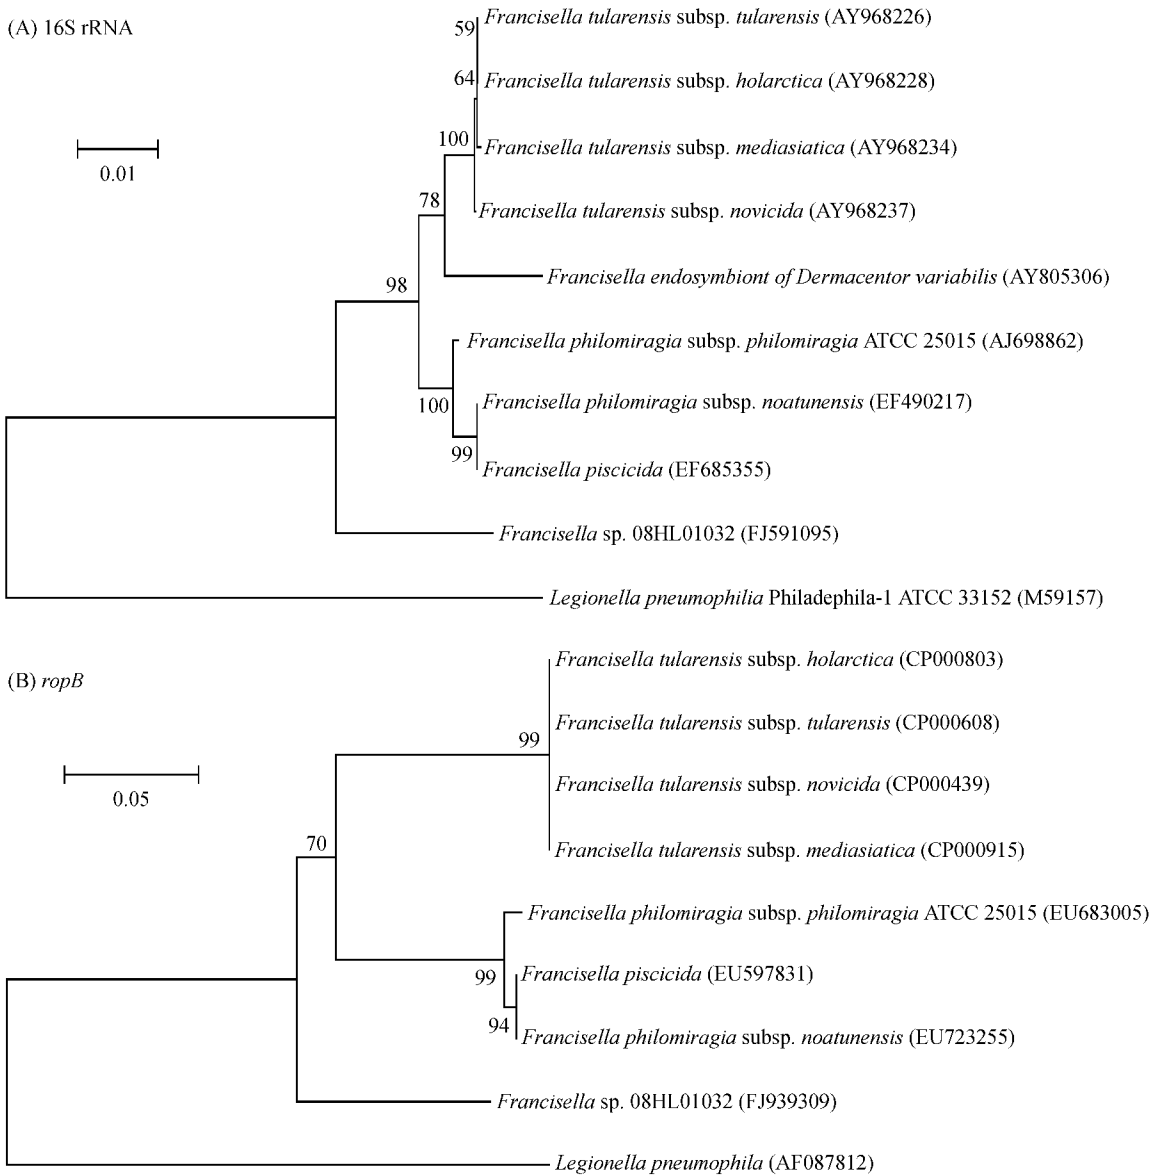 (A) 16S rRNA
59
Francisella tularensis subsp. tularensis (AY968226)
64
Francisella tularensis subsp. holarctica (AY968228)
100
Francisella tularensis subsp. mediasiatica (AY968234)
0.01
78
Francisella tularensis subsp. novicida (AY968237)
98
Francisella endosymbiont of Dermacentor variabilis (AY805306)
Francisella philomiragia subsp. philomiragia ATCC 25015 (AJ698862)
100
Francisella philomiragia subsp. noatunensis (EF490217)
99
Francisella piscicida (EF685355)
Francisella sp. 08HL01032 (FJ591095)
Legionella pneumophilia Philadephila-1 ATCC 33152 (M59157)
(B) ropB
Francisella tularensis subsp. holarctica (CP000803)
Francisella tularensis subsp. tularensis (CP000608)
99
0.05
Francisella tularensis subsp. novicida (CP000439)
70
Francisella tularensis subsp. mediasiatica (CP000915)
Francisella philomiragia subsp. philomiragia ATCC 25015 (EU683005)
99
Francisella piscicida (EU597831)
94
Francisella philomiragia subsp. noatunensis (EU723255)
Francisella sp. 08HL01032 (FJ939309)
Legionella pneumophila (AF087812)